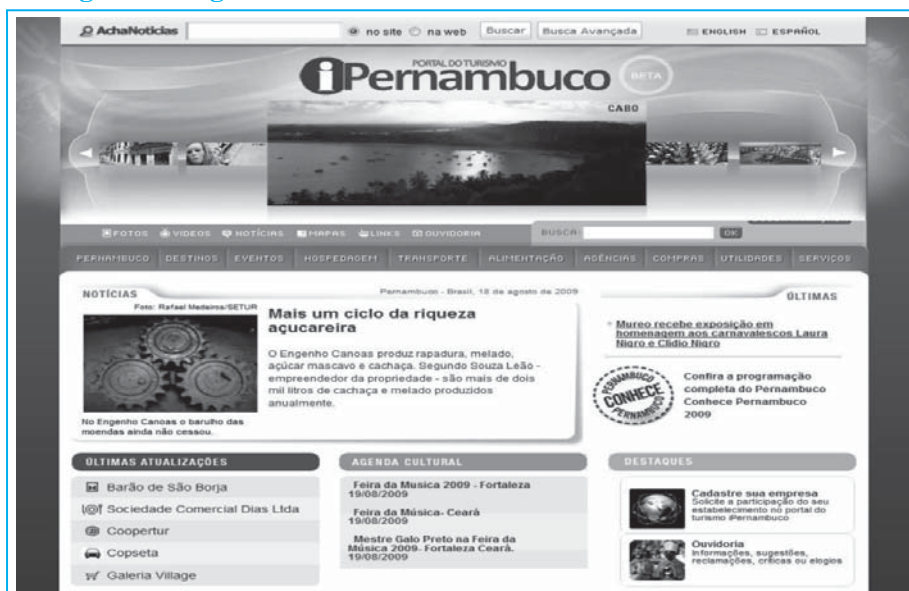 AchaNotícias
no site na web Buscar Busca Avançada ENGLISH ESPAÑOL
PORTAL DO TURISMO
iPernambuco BETA
CABO
FOTOS VIDEOS NOTÍCIAS MAPAS LINKS OUVIDORIA BUSCA OK
PERNAMBUCO DESTINOS EVENTOS HOSPEDAGEM TRANSPORTE ALIMENTAÇÃO AGÊNCIAS COMPRAS UTILIDADES SERVIÇOS
NOTÍCIAS
Pernambuco - Brasil, 18 de agosto de 2009
Foto: Rafael Medeiros/SETUR
Mais um ciclo da riqueza
açucareira
O Engenho Canoas produz rapadura, melado,
açúcar mascavo e cachaça. Segundo Souza Leão -
empreendedor da propriedade - são mais de dois
mil litros de cachaça e melado produzidos
anualmente.
No Engenho Canoas o barulho das
moendas ainda não cessou.
ÚLTIMAS
Mureo recebe exposição em
homenagem aos carnavalescos Laura
Nigro e Clidio Nigro
PERNAMBUCO
CONHECE
PERNAMBUCO
Confira a programação
completa do Pernambuco
Conhece Pernambuco
2009
ÚLTIMAS ATUALIZAÇÕES
Barão de São Borja
Sociedade Comercial Dias Ltda
Coopertur
Copseta
Galeria Village
AGENDA CULTURAL
Feira da Musica 2009 - Fortaleza
19/08/2009
Feira da Música- Ceará
19/08/2009
Mestre Galo Preto na Feira da
Música 2009- Fortaleza Ceará.
19/08/2009
DESTAQUES
Cadastre sua empresa
Solicite a participação do seu
estabelecimento no portal do
turismo iPernambuco
Ouvidoria
Informações, sugestões,
reclamações, críticas ou elogios